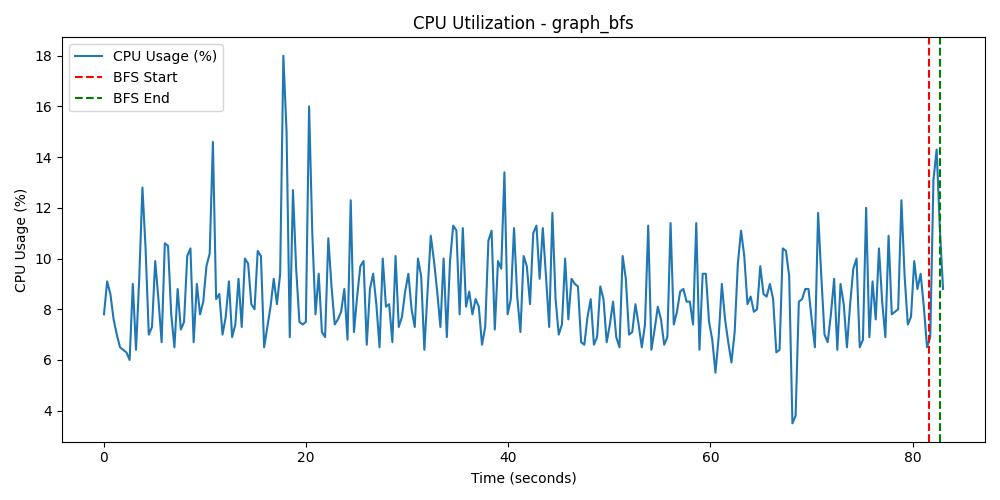 CPU Utilization - graph_bfs
CPU Usage (%)
BFS Start
BFS End
18
16
14
12
10
8
6
4
CPU Usage (%)
0 20 40 60 80
Time (seconds)